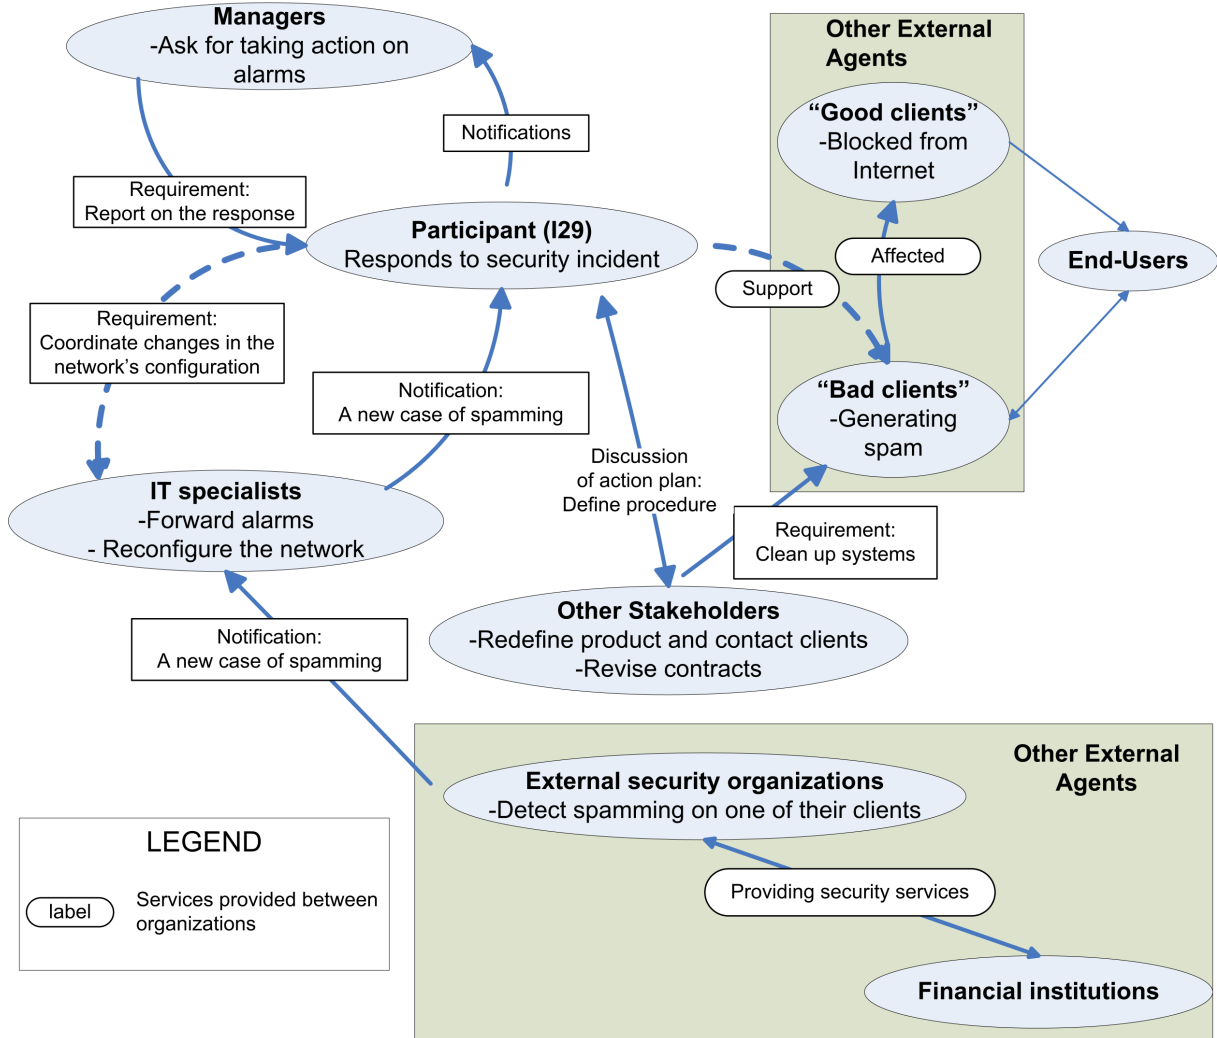 Managers
-Ask for taking action on
alarms
Notifications
Requirement:
Report on the response
Participant (I29)
Responds to security incident
Other External
Agents
“Good clients”
-Blocked from
Internet
Affected
Support
End-Users
“Bad clients”
-Generating
spam
Requirement:
Coordinate changes in the
network’s configuration
Notification:
A new case of spamming
Discussion
of action plan:
Define procedure
IT specialists
-Forward alarms
- Reconfigure the network
Requirement:
Clean up systems
Other Stakeholders
-Redefine product and contact clients
-Revise contracts
Notification:
A new case of spamming
Other External
Agents
External security organizations
-Detect spamming on one of their clients
Providing security services
Financial institutions
LEGEND
label
Services provided between
organizations